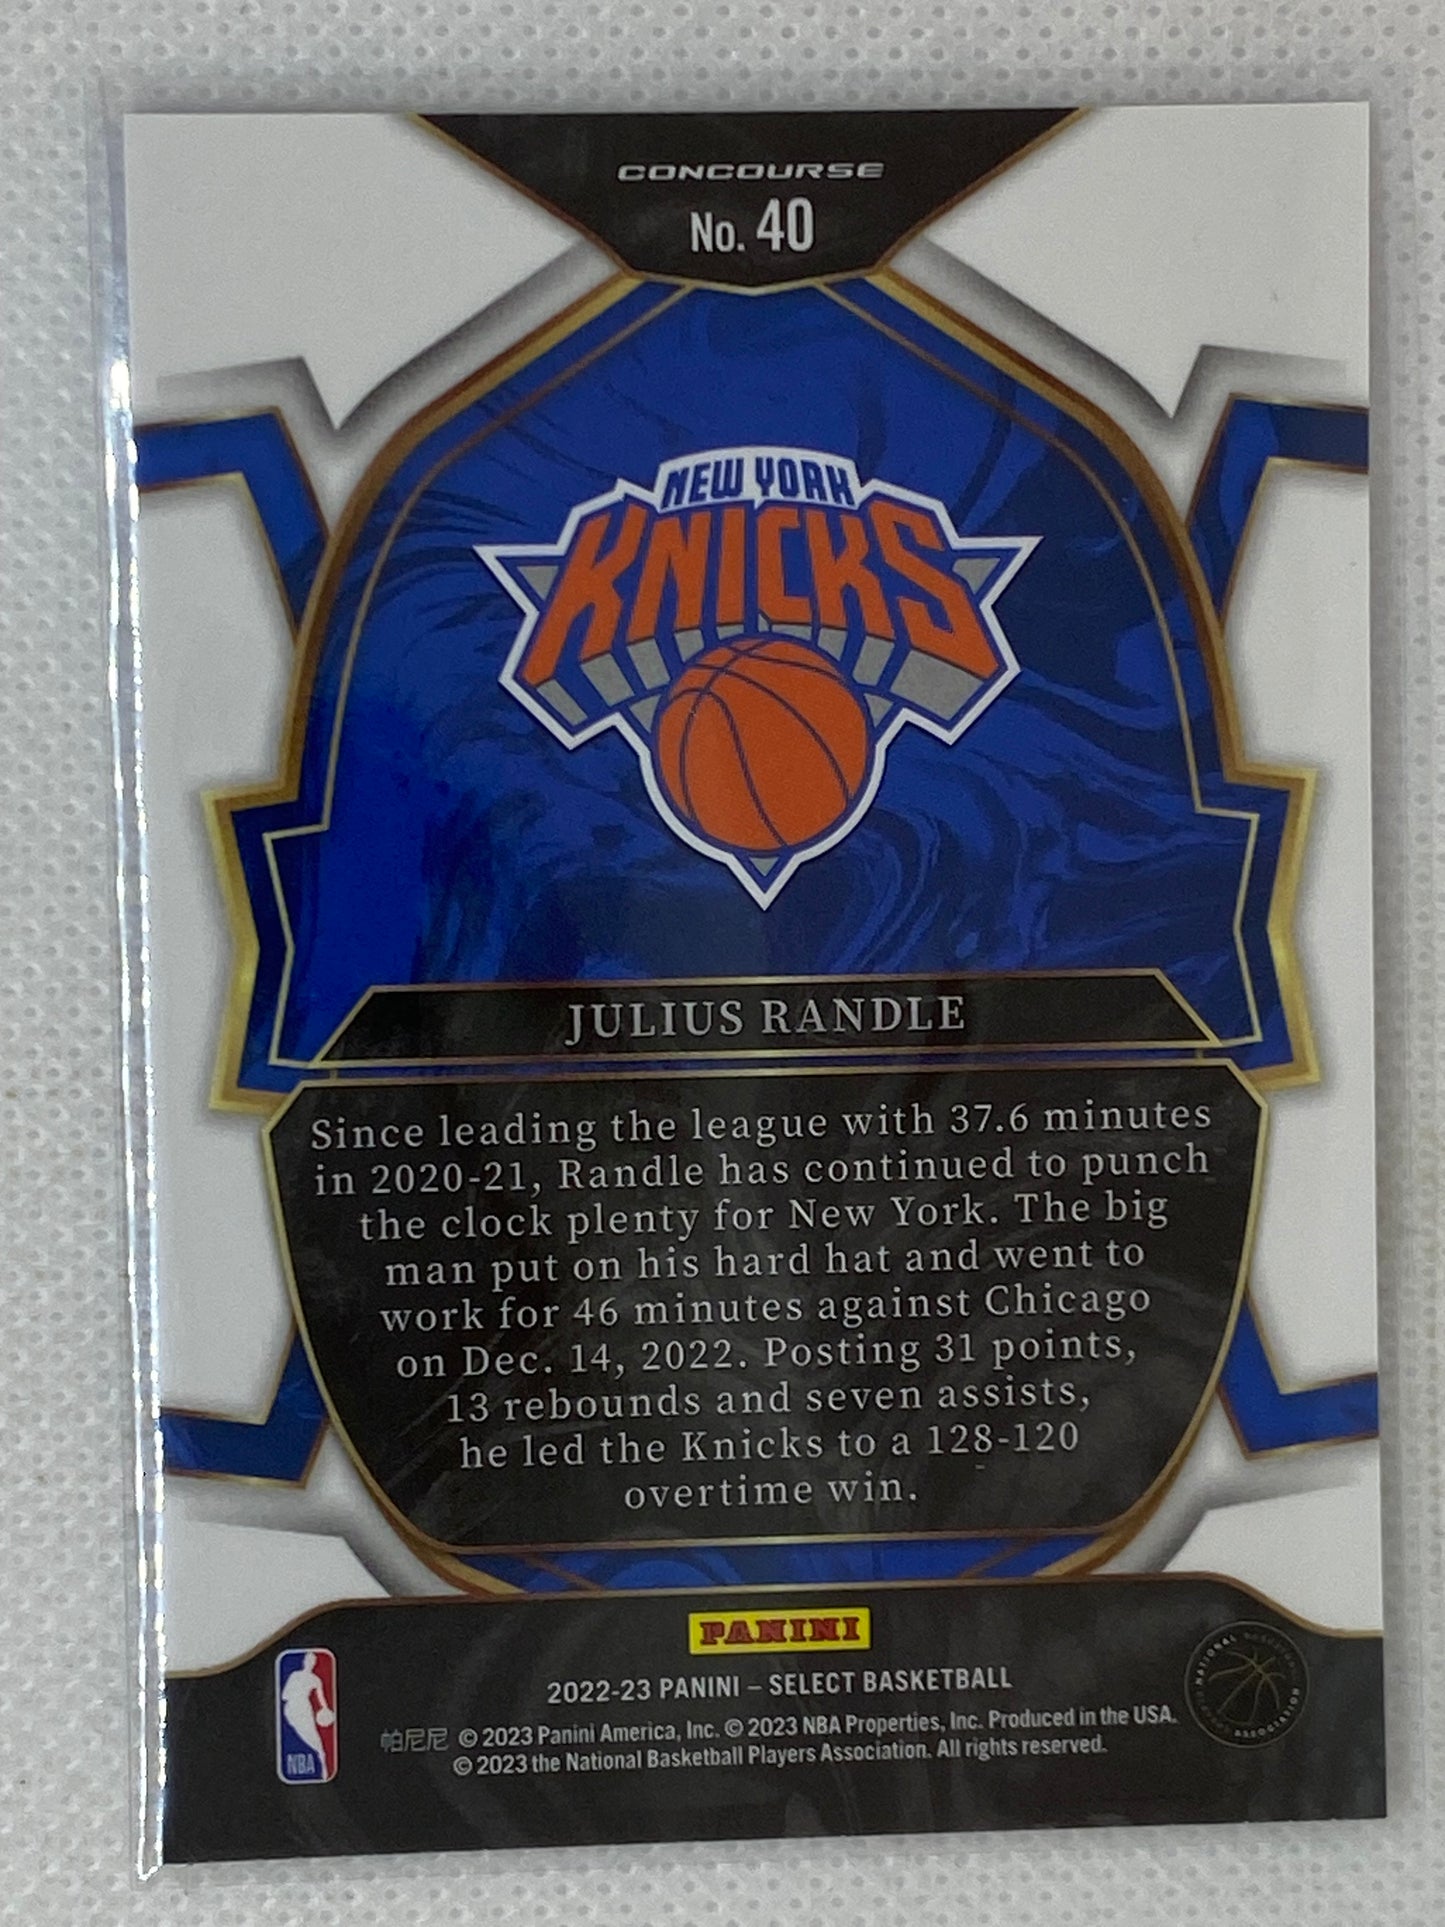 CONCOURSE
No. 40
NEW YORK
KNICKS
JULIUS RANDLE
Since leading the league with 37.6 minutes
in 2020-21, Randle has continued to punch
the clock plenty for New York. The big
man put on his hard hat and went to
work for 46 minutes against Chicago
on Dec. 14, 2022. Posting 31 points,
13 rebounds and seven assists,
he led the Knicks to a 128-120
overtime win.
PANINI
2022-23 PANINI – SELECT BASKETBALL
帕尼尼 © 2023 Panini America, Inc. © 2023 NBA Properties, Inc. Produced in the USA.
© 2023 the National Basketball Players Association. All rights reserved.
NBA
NATIONAL BASKETBALL PLAYERS ASSOCIATION